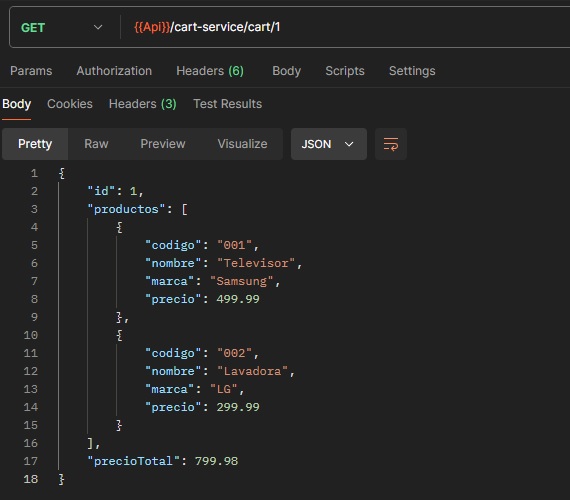 GET {{Api}}/cart-service/cart/1
Params Authorization Headers (6) Body Scripts Settings
Body Cookies Headers (3) Test Results
Pretty Raw Preview Visualize JSON
1 {
2 "id": 1,
3 "productos": [
4 {
5 "codigo": "001",
6 "nombre": "Televisor",
7 "marca": "Samsung",
8 "precio": 499.99
9 },
10 {
11 "codigo": "002",
12 "nombre": "Lavadora",
13 "marca": "LG",
14 "precio": 299.99
15 }
16 ],
17 "precioTotal": 799.98
18 }